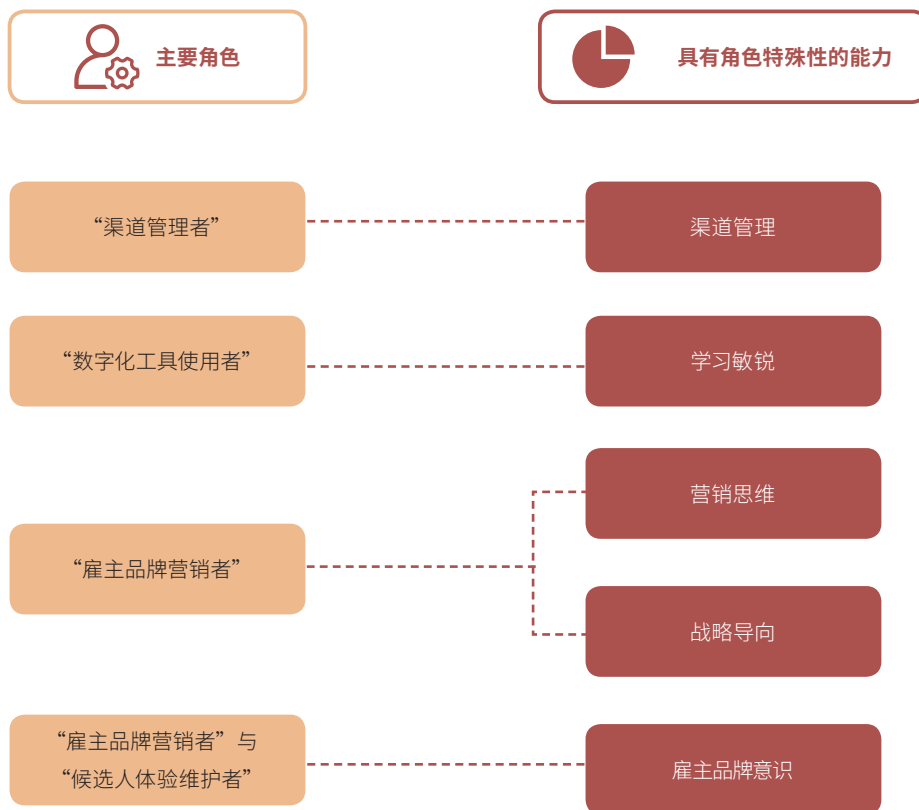 主要角色
具有角色特殊性的能力
“渠道管理者”
渠道管理
“数字化工具使用者”
学习敏锐
营销思维
“雇主品牌营销者”
战略导向
“雇主品牌营销者”与
“候选人体验维护者”
雇主品牌意识